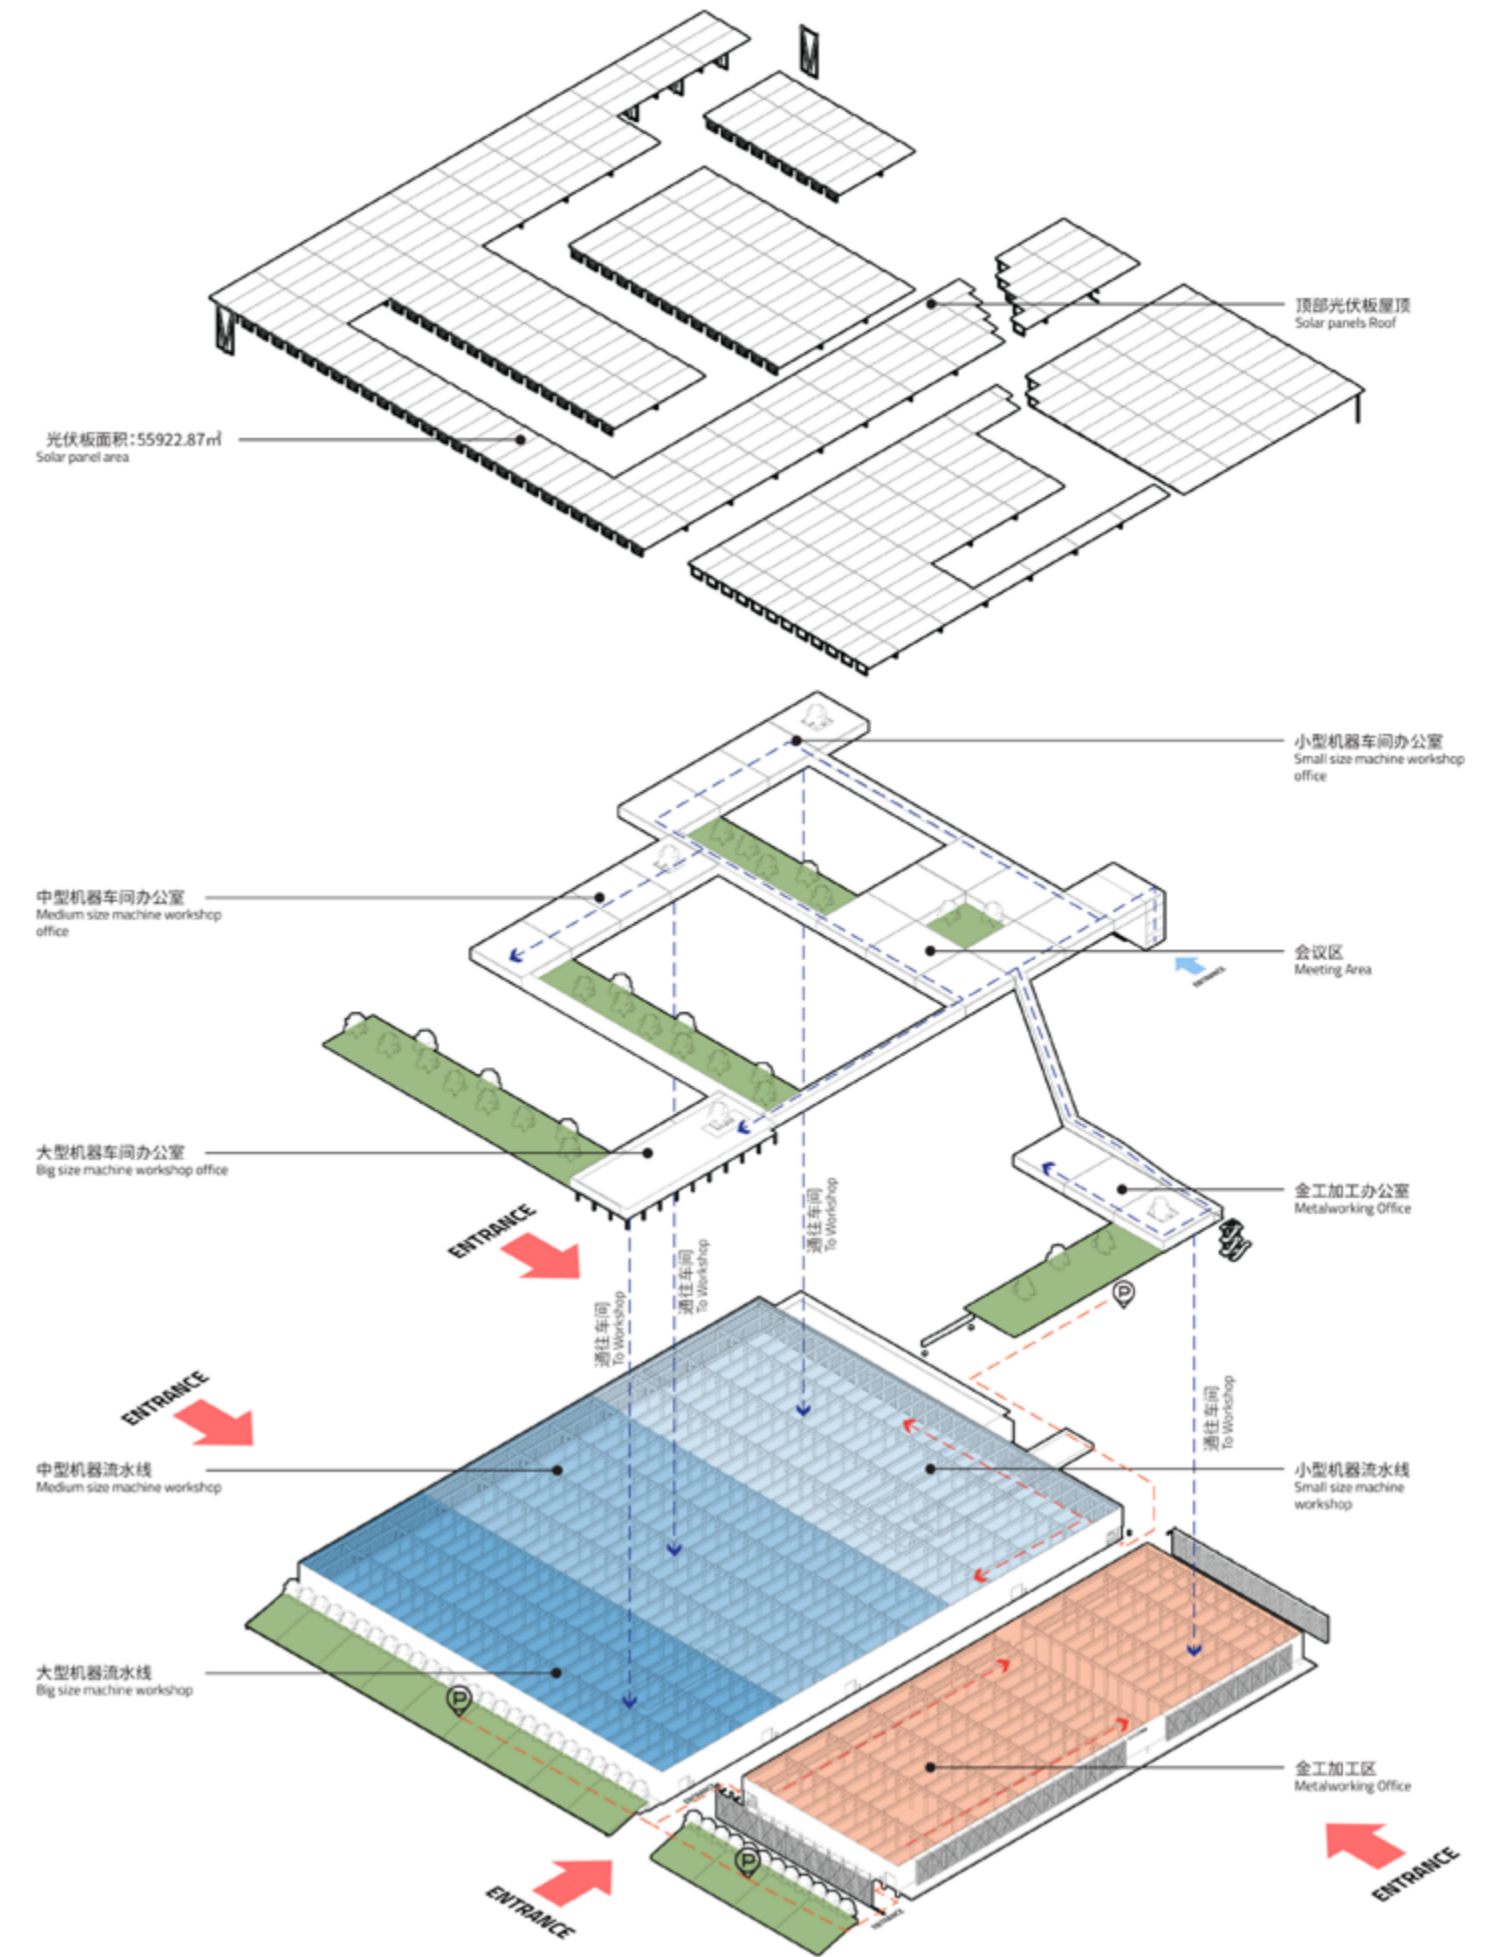 顶部光伏板屋顶
Solar panels Roof
光伏板面积:55922.87㎡
Solar panel area
小型机器车间办公室
Small size machine workshop
office
中型机器车间办公室
Medium size machine workshop
office
会议区
Meeting Area
ENTRANCE
大型机器车间办公室
Big size machine workshop office
金工加工办公室
Metalworking Office
ENTRANCE
通往车间
To Workshop
通往车间
To Workshop
通往车间
To Workshop
P
ENTRANCE
通往车间
To Workshop
中型机器流水线
Medium size machine workshop
小型机器流水线
Small size machine
workshop
大型机器流水线
Big size machine workshop
P
金工加工区
Metalworking Office
ENTRANCE
P
ENTRANCE
ENTRANCE
ENTRANCE